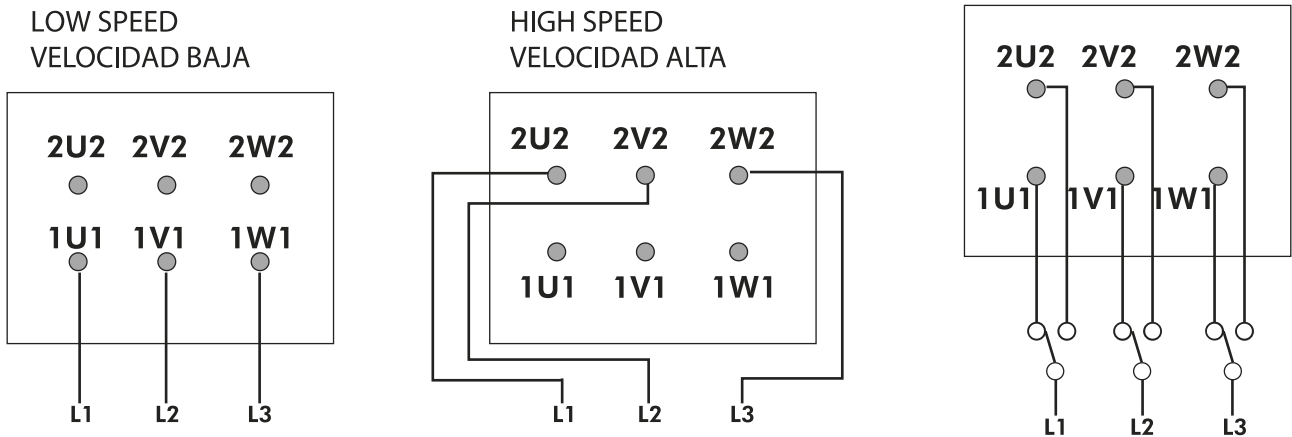 LOW SPEED
VELOCIDAD BAJA
2U2 2V2 2W2
1U1 1V1 1W1
L1 L2 L3
HIGH SPEED
VELOCIDAD ALTA
2U2 2V2 2W2
1U1 1V1 1W1
L1 L2 L3
2U2 2V2 2W2
1U1 1V1 1W1
L1 L2 L3